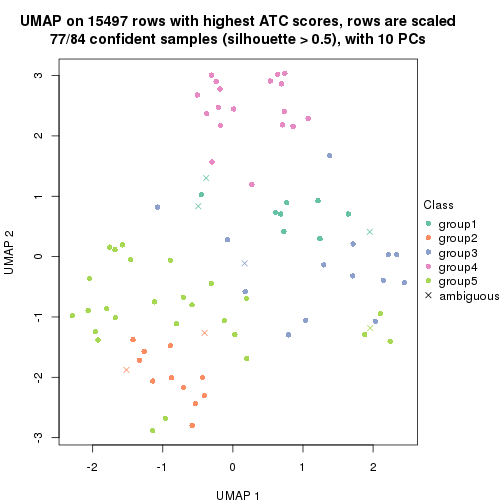 UMAP on 15497 rows with highest ATC scores, rows are scaled
77/84 confident samples (silhouette > 0.5), with 10 PCs
3
2
1
0
-1
-2
-3
UMAP 2
-2
-1
0
1
2
UMAP 1
Class
group1
group2
group3
group4
group5
ambiguous